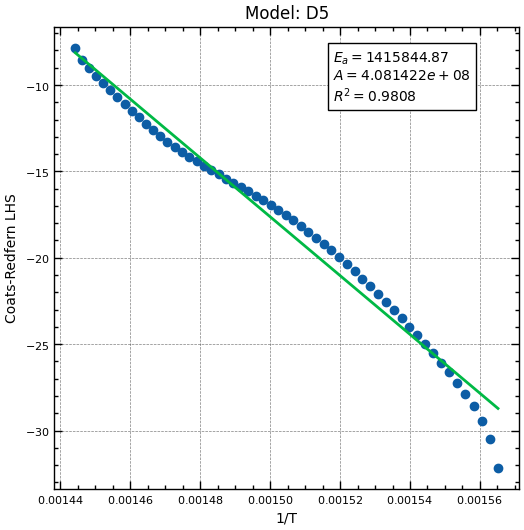 Model: D5
Coats-Redfern LHS
−10
−15
−20
−25
−30
E_a = 1415844.87
A = 4.081422e + 08
R² = 0.9808
0.00144 0.00146 0.00148 0.00150 0.00152 0.00154 0.00156
1/T